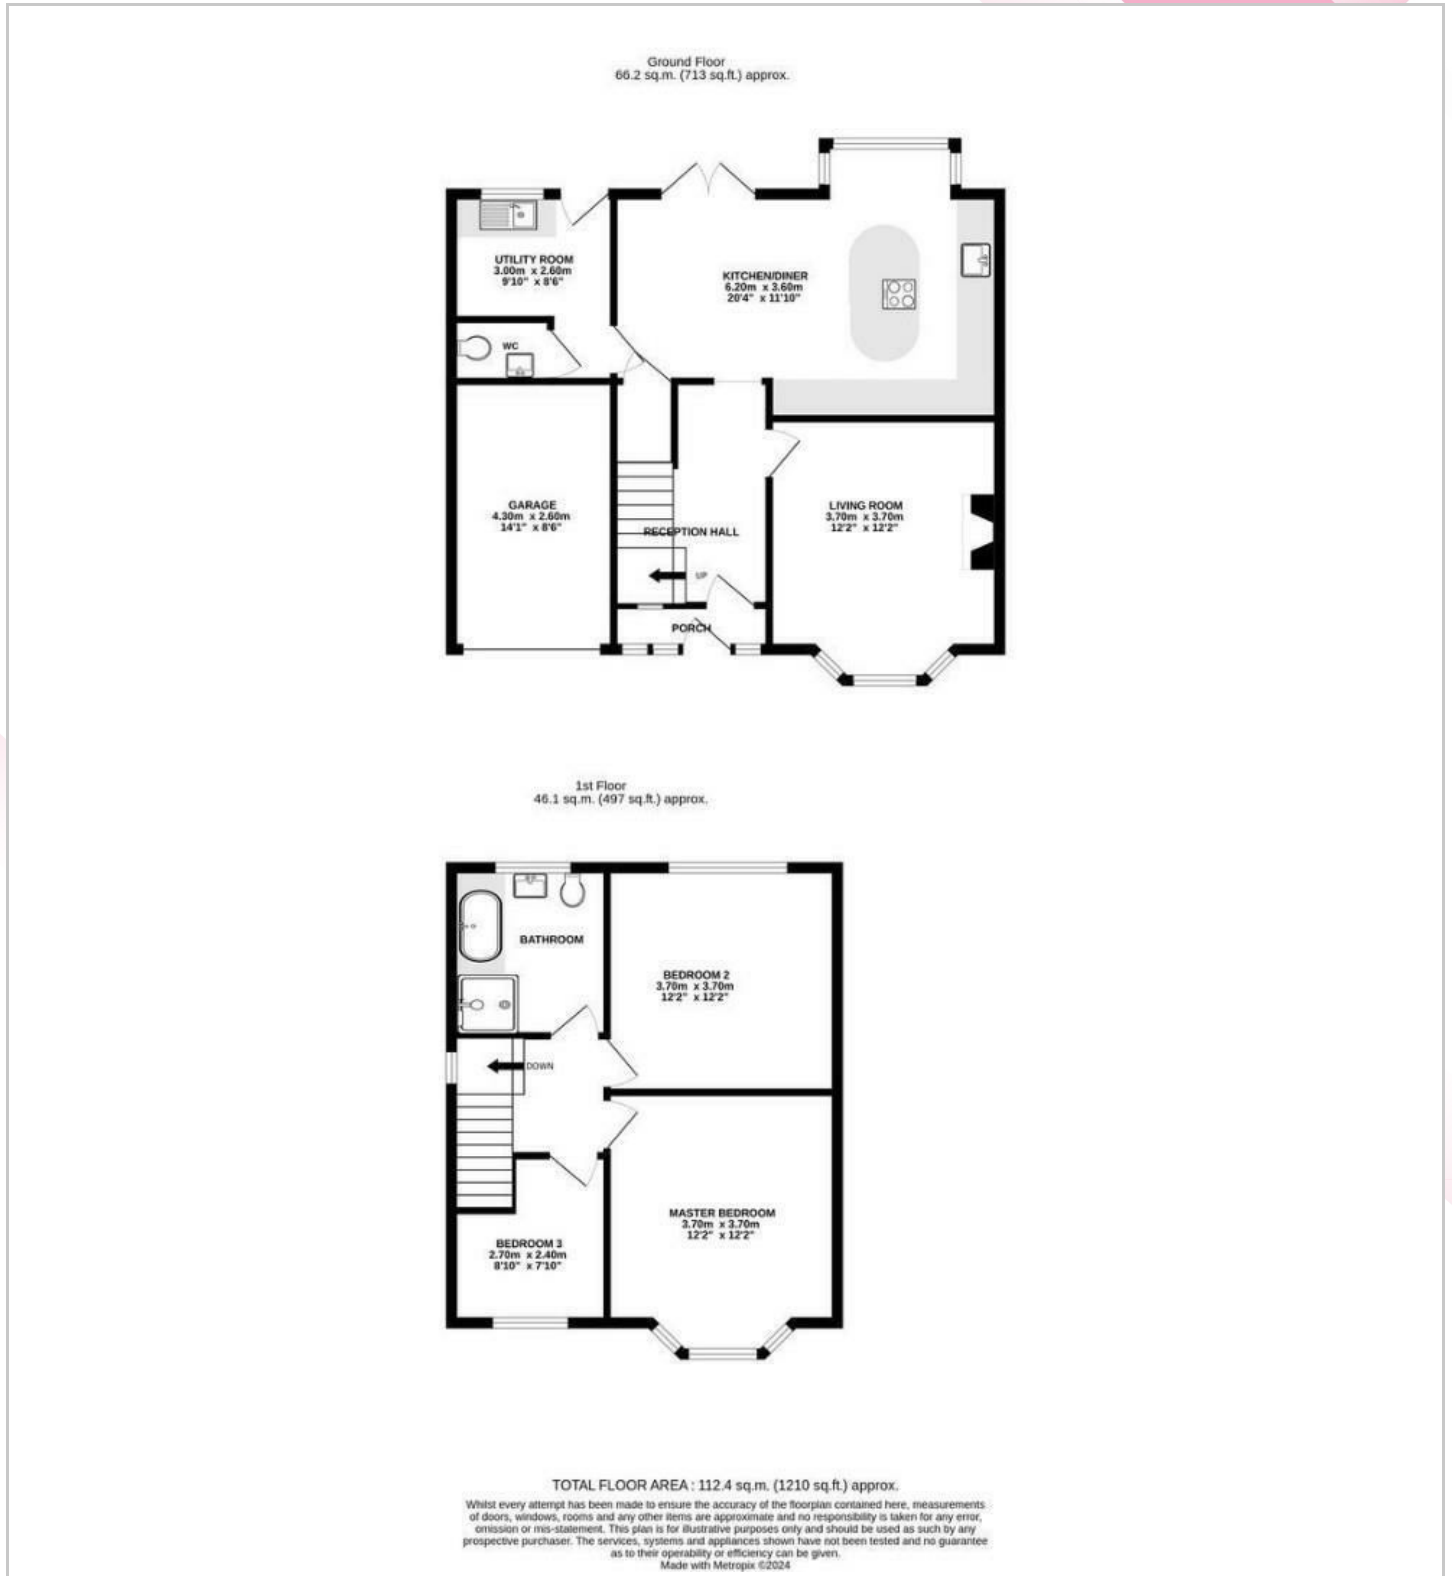 Ground Floor
66.2 sq.m. (713 sq.ft.) approx.
UTILITY ROOM
3.00m x 2.60m
9'10" x 8'6"
KITCHEN/DINER
6.20m x 3.60m
20'4" x 11'10"
WC
GARAGE
4.30m x 2.60m
14'1" x 8'6"
LIVING ROOM
3.70m x 3.70m
12'2" x 12'2"
RECEPTION HALL
UP
PORCH
1st Floor
46.1 sq.m. (497 sq.ft.) approx.
BATHROOM
BEDROOM 2
3.70m x 3.70m
12'2" x 12'2"
DOWN
MASTER BEDROOM
3.70m x 3.70m
12'2" x 12'2"
BEDROOM 3
2.70m x 2.40m
8'10" x 7'10"
TOTAL FLOOR AREA : 112.4 sq.m. (1210 sq.ft.) approx.
Whilst every attempt has been made to ensure the accuracy of the floorplan contained here, measurements
of doors, windows, rooms and any other items are approximate and no responsibility is taken for any error,
omission or mis-statement. This plan is for illustrative purposes only and should be used as such by any
prospective purchaser. The services, systems and appliances shown have not been tested and no guarantee
as to their operability or efficiency can be given.
Made with Metropix ©2024